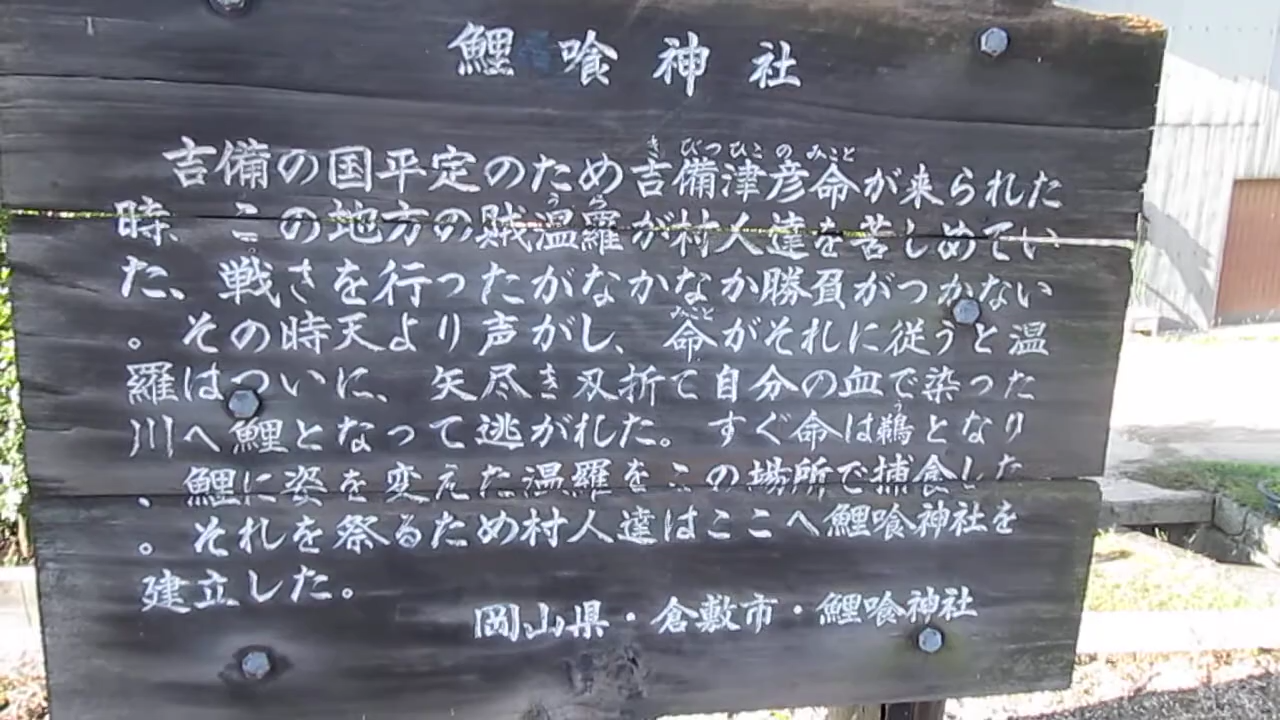 鯉喰神社
吉備の国平定のため吉備津彦命が来られた
きびつひこのみこと
時、この地方の賊温羅が村人達を苦しめてい
うら
た、戦さを行ったがなかなか勝負がつかない
。その時天より声がし、命がそれに従うと温
みこと
羅はついに、矢尽き刄折て自分の血で染った
川へ鯉となって逃がれた。すぐ命は鵜となり
う
、鯉に姿を変えた温羅をこの場所で捕食した
。それを祭るため村人達はここへ鯉喰神社を
建立した。
岡山県・倉敷市・鯉喰神社